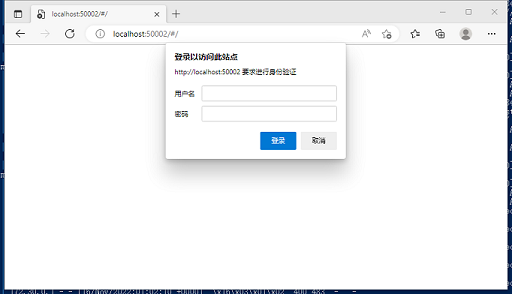 localhost:50002/#/
localhost:50002/#/
登录以访问此站点
http://localhost:50002 要求进行身份验证
用户名
密码
登录
取消